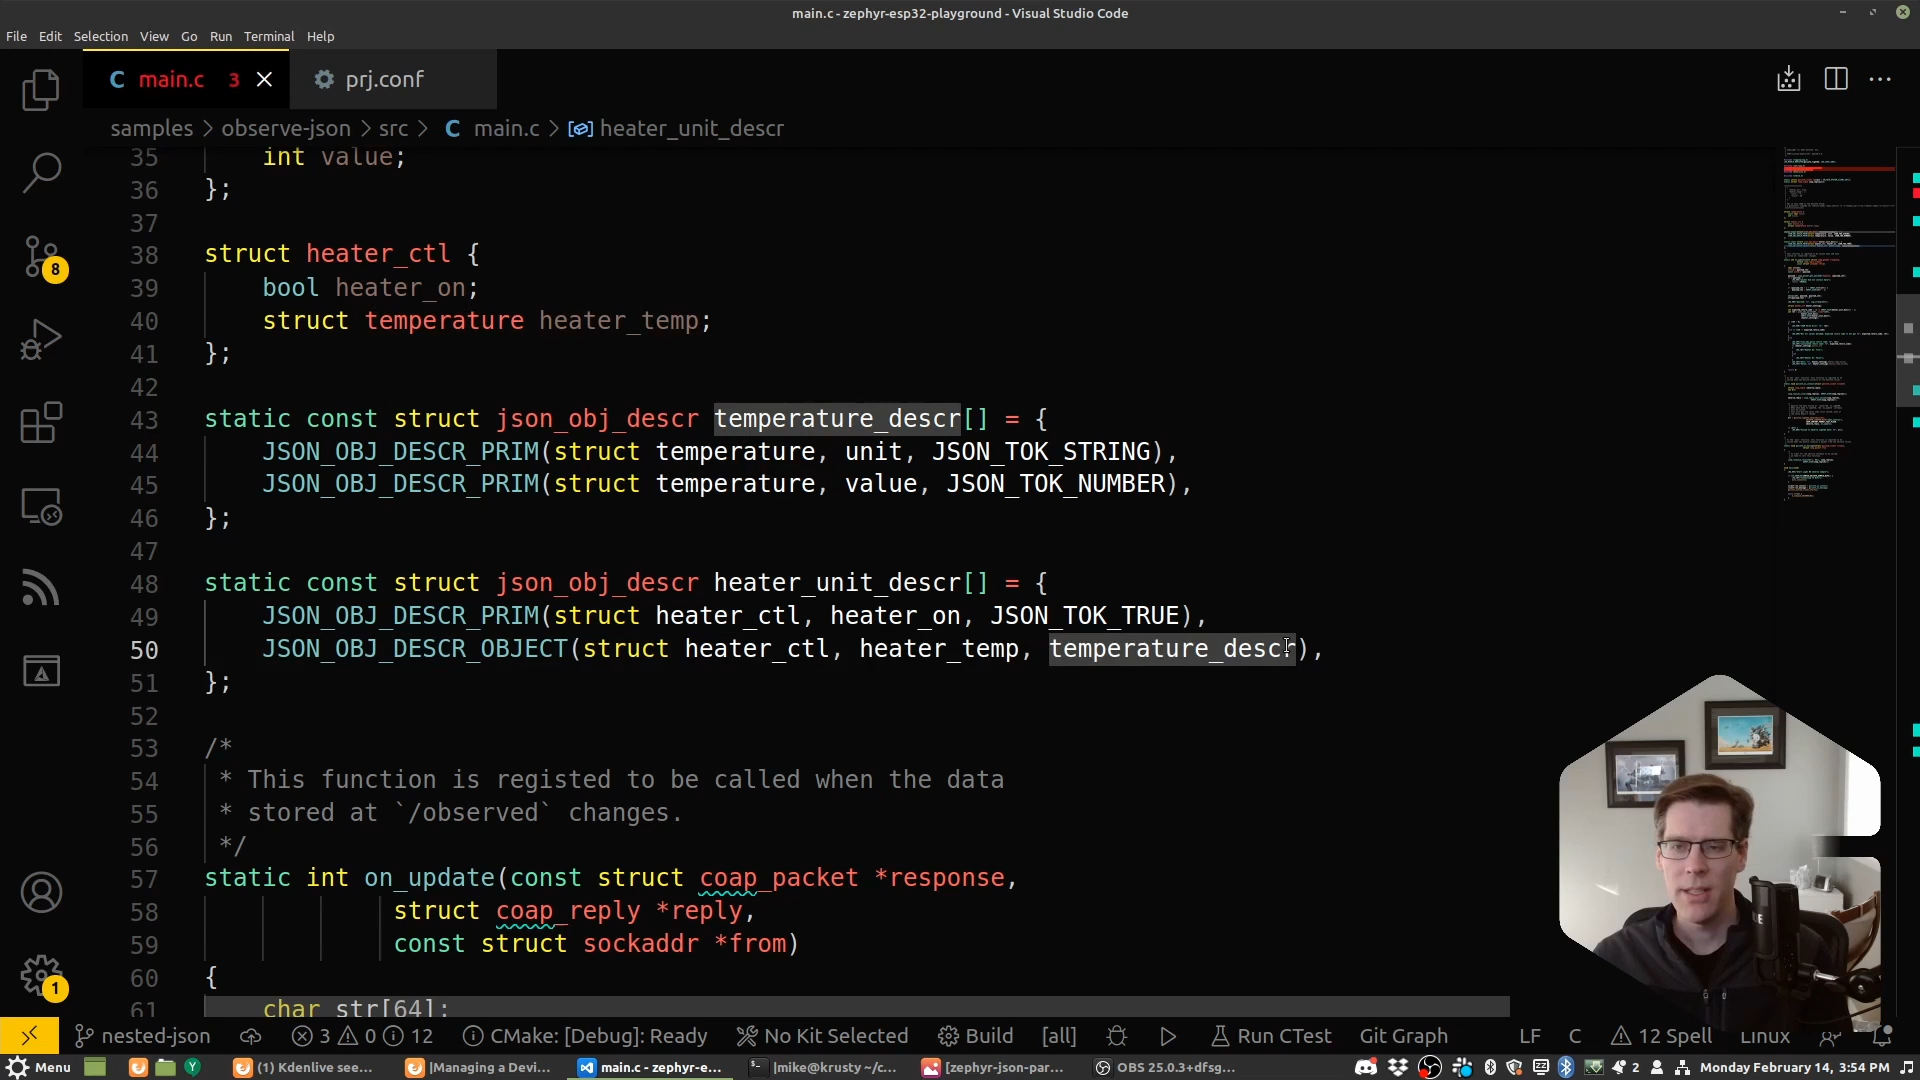 main.c - zephyr-esp32-playground - Visual Studio Code
File Edit Selection View Go Run Terminal Help
C main.c 3 prj.conf
samples > observe-json > src > C main.c > heater_unit_descr
35 int value;
36 };
37
38 struct heater_ctl {
39 bool heater_on;
40 struct temperature heater_temp;
41 };
42
43 static const struct json_obj_descr temperature_descr[] = {
44 JSON_OBJ_DESCR_PRIM(struct temperature, unit, JSON_TOK_STRING),
45 JSON_OBJ_DESCR_PRIM(struct temperature, value, JSON_TOK_NUMBER),
46 };
47
48 static const struct json_obj_descr heater_unit_descr[] = {
49 JSON_OBJ_DESCR_PRIM(struct heater_ctl, heater_on, JSON_TOK_TRUE),
50 JSON_OBJ_DESCR_OBJECT(struct heater_ctl, heater_temp, temperature_descr),
51 };
52
53 /*
54 * This function is registed to be called when the data
55 * stored at `/observed` changes.
56 */
57 static int on_update(const struct coap_packet *response,
58 struct coap_reply *reply,
59 const struct sockaddr *from)
60 {
61 char str[64];
8
1
nested-json 3 0 12 CMake: [Debug]: Ready No Kit Selected Build [all] Run CTest Git Graph LF C 12 Spell Linux
Menu (1) Kdenlive see... [Managing a Devi... main.c - zephyr-e... [mike@krusty ~/c... [zephyr-json-par... OBS 25.0.3+dfsg... 2 Monday February 14, 3:54 PM